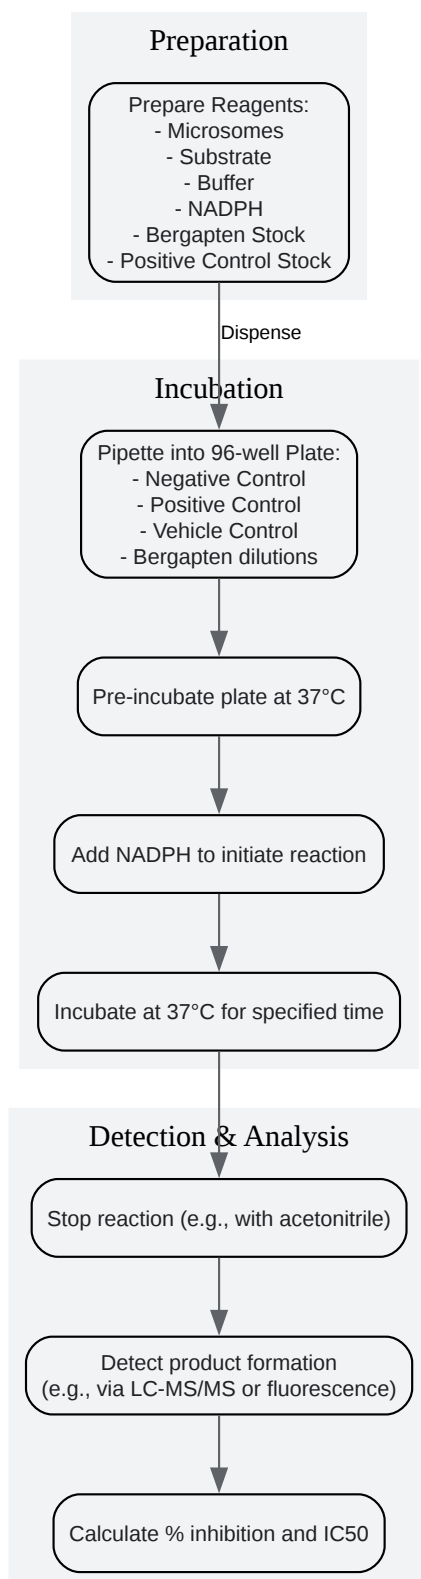 Preparation
Prepare Reagents:
- Microsomes
- Substrate
- Buffer
- NADPH
- Bergapten Stock
- Positive Control Stock
Dispense
Incubation
Pipette into 96-well Plate:
- Negative Control
- Positive Control
- Vehicle Control
- Bergapten dilutions
Pre-incubate plate at 37°C
Add NADPH to initiate reaction
Incubate at 37°C for specified time
Detection & Analysis
Stop reaction (e.g., with acetonitrile)
Detect product formation
(e.g., via LC-MS/MS or fluorescence)
Calculate % inhibition and IC50